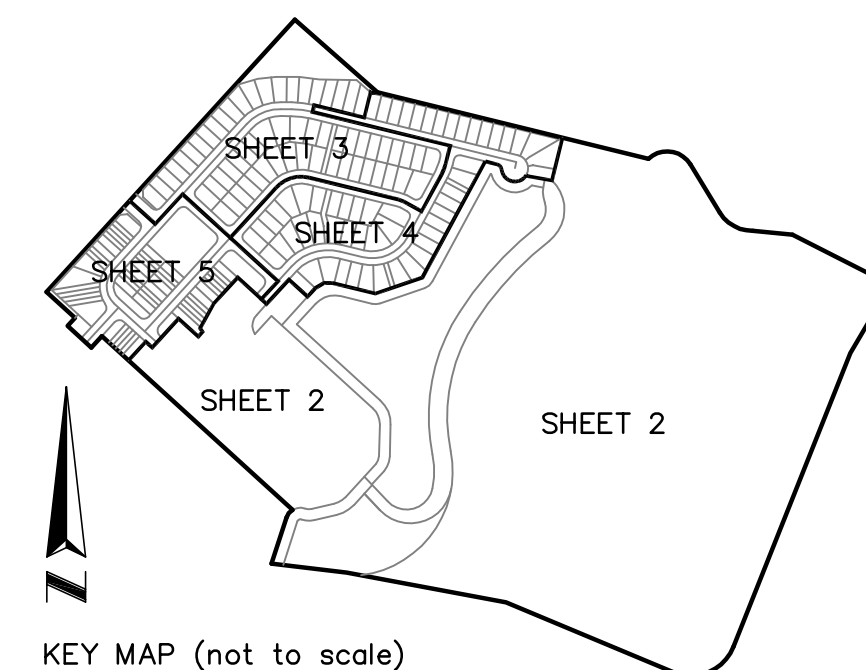 SHEET 3
SHEET 4
SHEET 5
SHEET 2
SHEET 2
N
KEY MAP (not to scale)